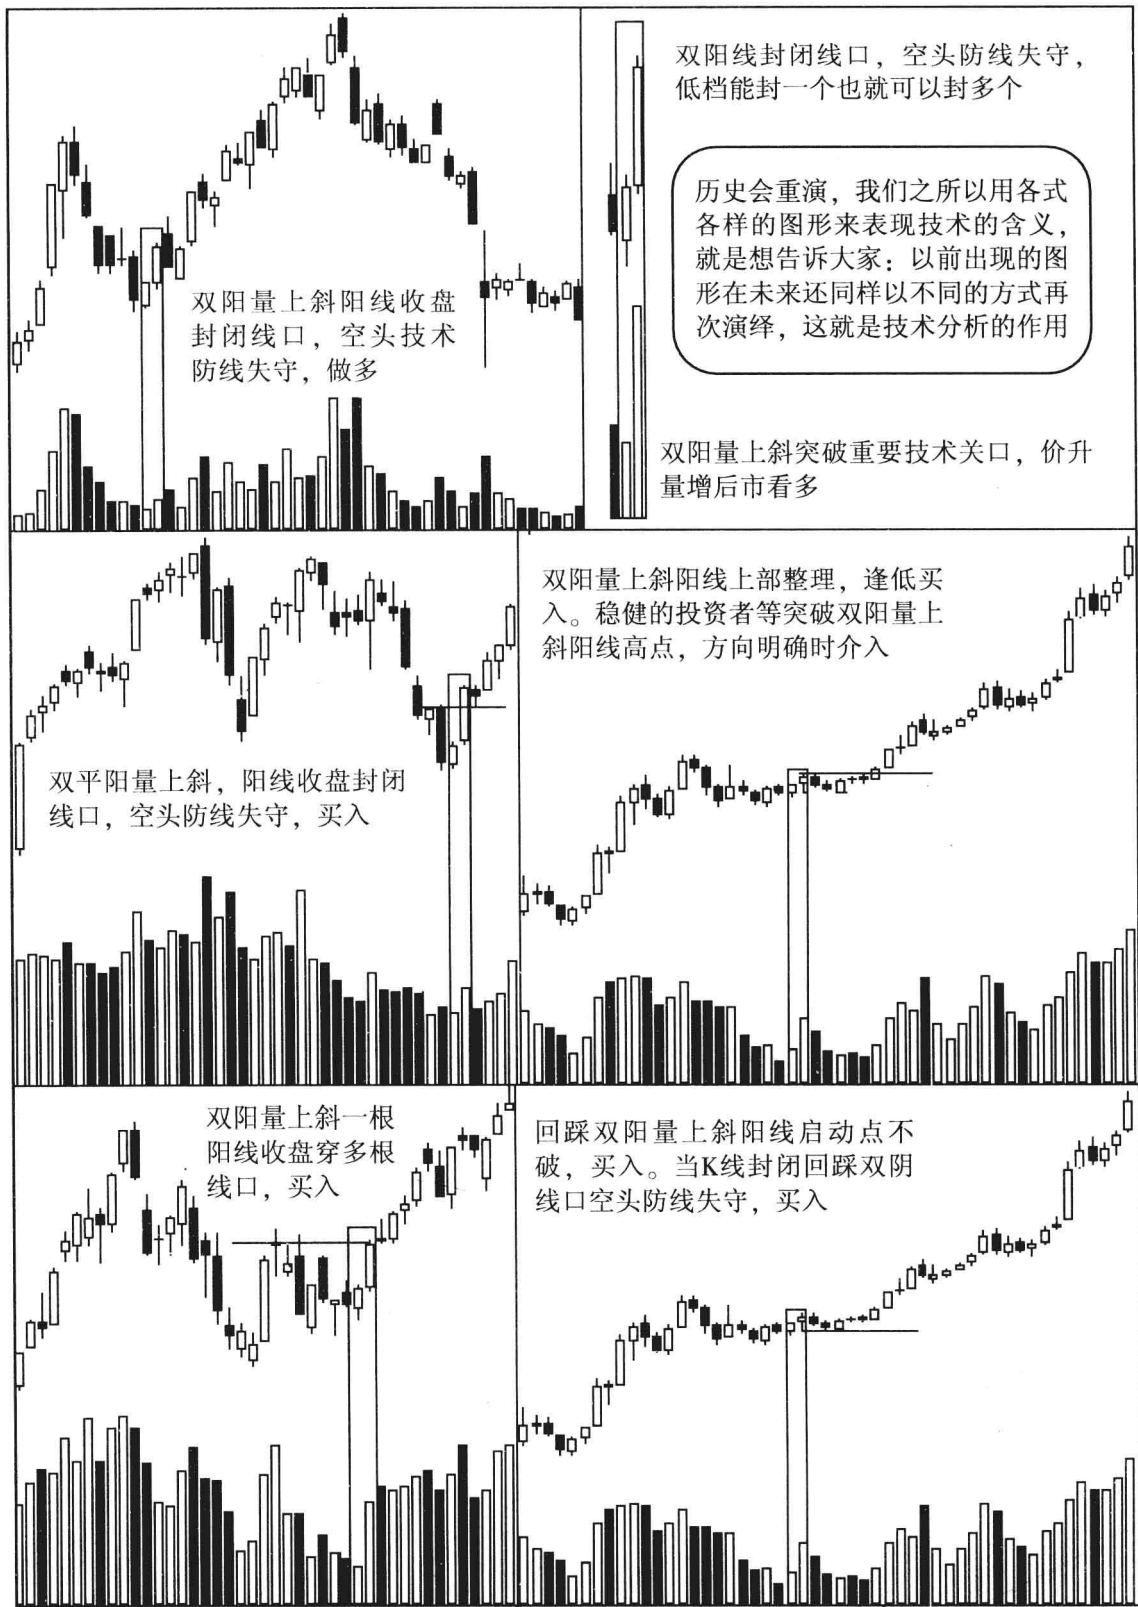 双阳线封闭线口，空头防线失守，
低档能封一个也就可以封多个
历史会重演，我们之所以用各式
各样的图形来表现技术的含义，
就是想告诉大家：以前出现的图
形在未来还同样以不同的方式再
次演绎，这就是技术分析的作用
双阳量上斜阳线收盘
封闭线口，空头技术
防线失守，做多
双阳量上斜突破重要技术关口，价升
量增后市看多
双阳量上斜阳线上部整理，逢低买
入。稳健的投资者等突破双阳量上
斜阳线高点，方向明确时介入
双平阳量上斜，阳线收盘封闭
线口，空头防线失守，买入
双阳量上斜一根
阳线收盘穿多根
线口，买入
回踩双阳量上斜阳线启动点不
破，买入。当K线封闭回踩双阴
线口空头防线失守，买入